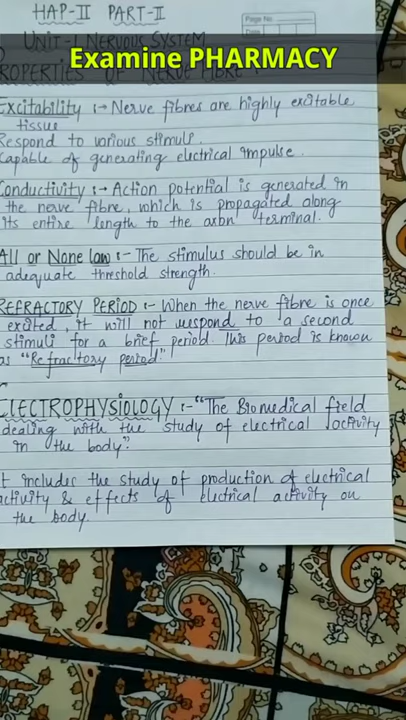 HAP-II PART-II
Page No
Date
UNIT-I NERVOUS SYSTEM
Examine PHARMACY
PROPERTIES OF NERVE FIBRE :
Excitability :→ Nerve fibres are highly excitable
tissue
Respond to various stimuli.
Capable of generating electrical impulse.
Conductivity :→ Action potential is generated in
the nerve fibre, which is propagated along
its entire length to the axon terminal.
All or None law :- The stimulus should be in
adequate threshold strength.
REFRACTORY PERIOD :- When the nerve fibre is once
excited, it will not respond to a second
stimuli for a brief period. This period is known
as "Refractory period."
ELECTROPHYSIOLOGY :- "The Biomedical field
dealing with the study of electrical activity
in the body".
It includes the study of production of electrical
activity & effects of electrical activity on
the body.